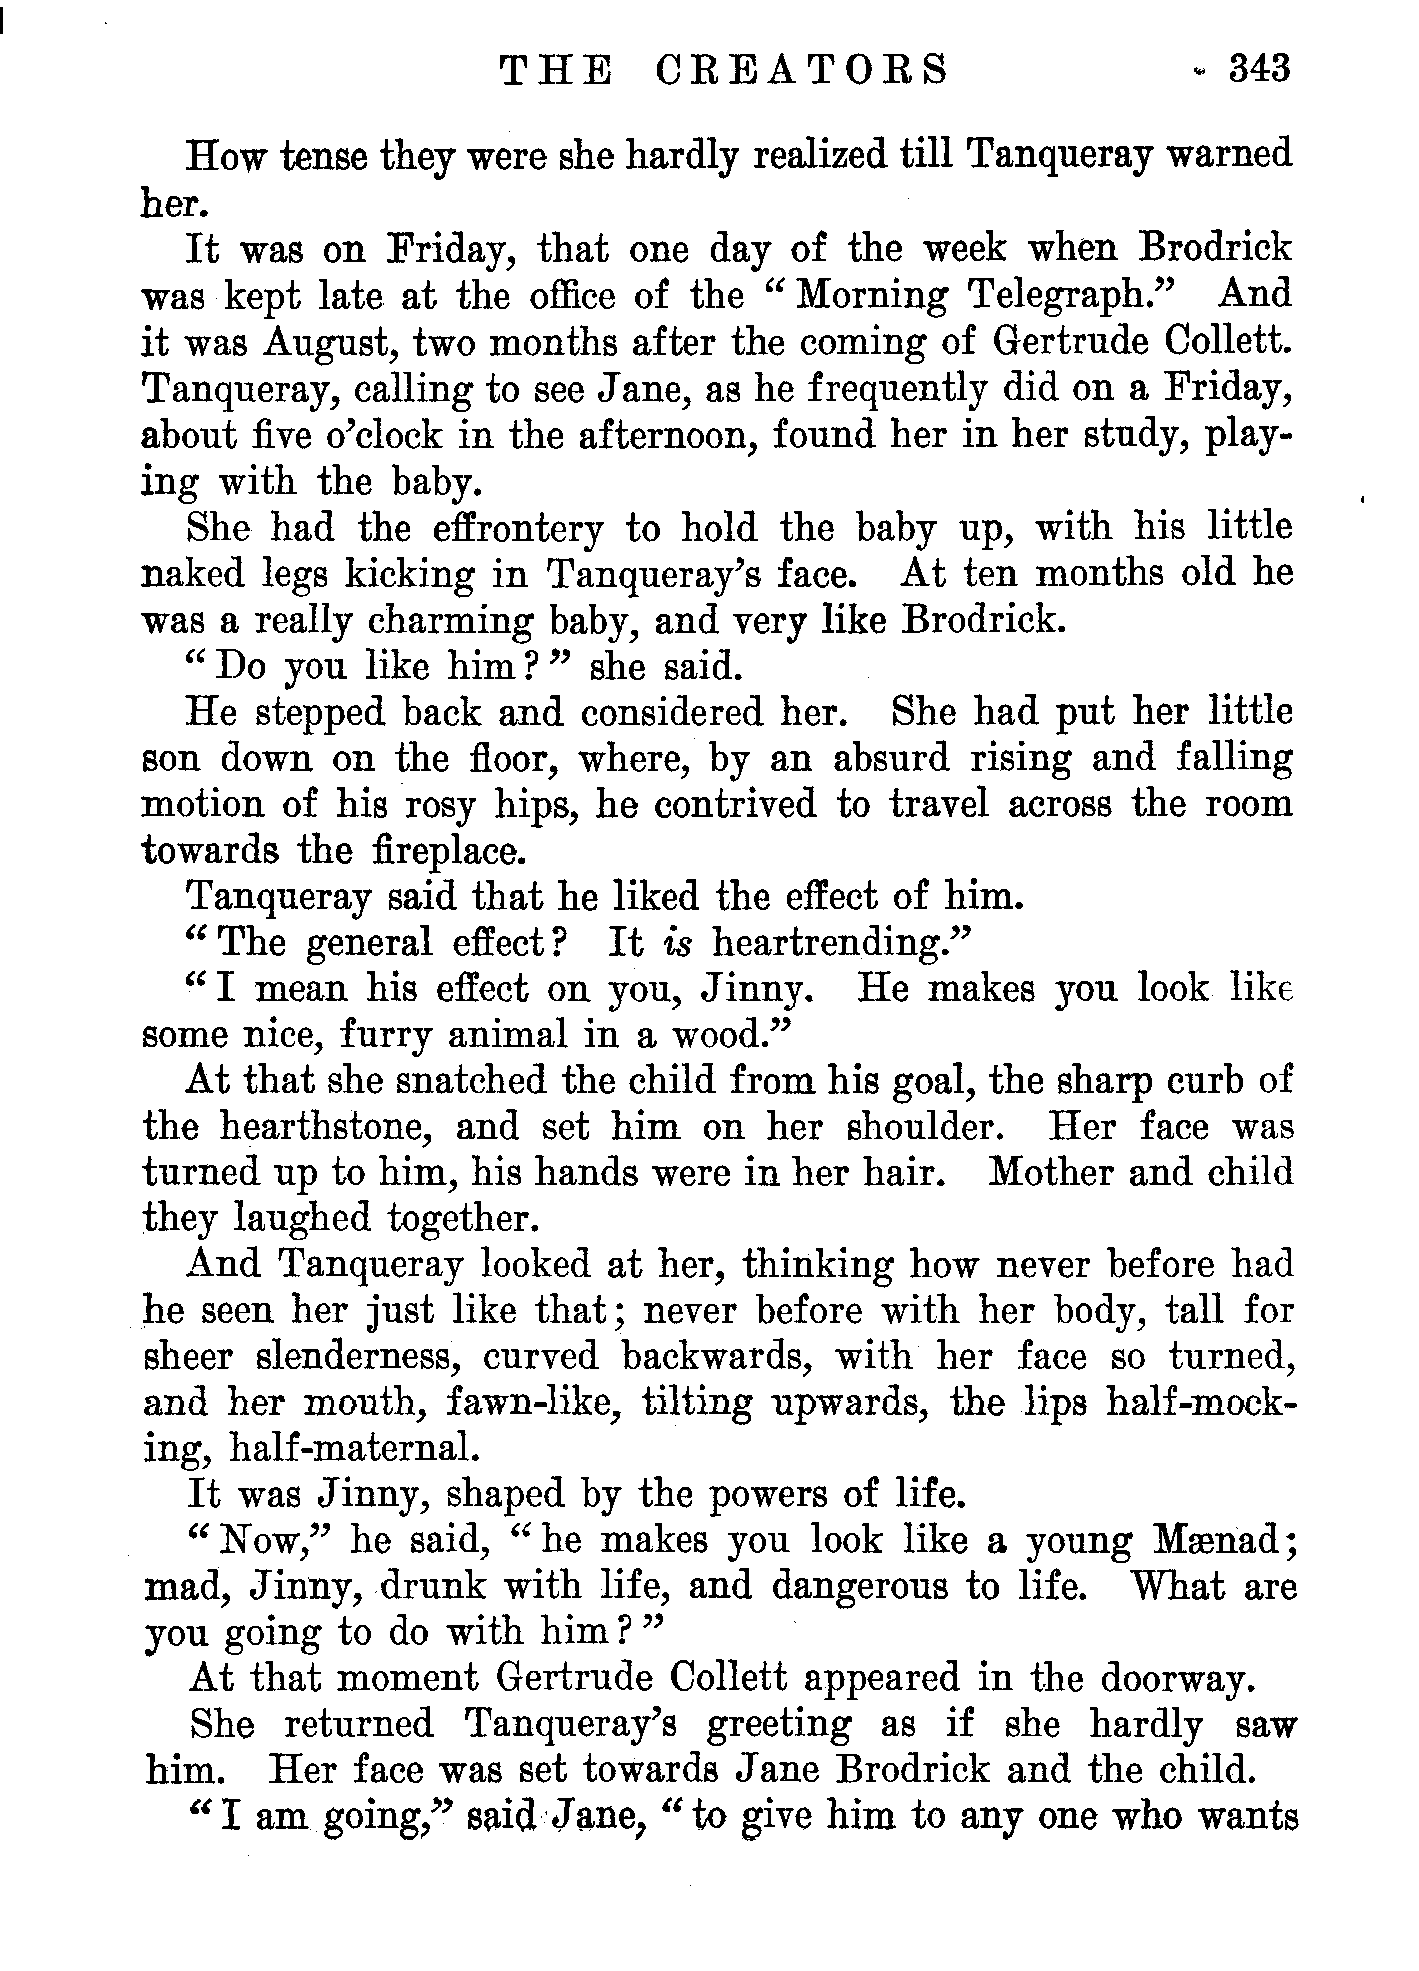 THE CREATORS 343
How tense they were she hardly realized till Tanqueray warned
her.
It was on Friday, that one day of the week when Brodrick
was kept late at the office of the “Morning Telegraph.” And
it was August, two months after the coming of Gertrude Collett.
Tanqueray, calling to see Jane, as he frequently did on a Friday,
about five o’clock in the afternoon, found her in her study, play-
ing with the baby.
She had the effrontery to hold the baby up, with his little
naked legs kicking in Tanqueray’s face. At ten months old he
was a really charming baby, and very like Brodrick.
“Do you like him?” she said.
He stepped back and considered her. She had put her little
son down on the floor, where, by an absurd rising and falling
motion of his rosy hips, he contrived to travel across the room
towards the fireplace.
Tanqueray said that he liked the effect of him.
“The general effect? It is heartrending.”
“I mean his effect on you, Jinny. He makes you look like
some nice, furry animal in a wood.”
At that she snatched the child from his goal, the sharp curb of
the hearthstone, and set him on her shoulder. Her face was
turned up to him, his hands were in her hair. Mother and child
they laughed together.
And Tanqueray looked at her, thinking how never before had
he seen her just like that; never before with her body, tall for
sheer slenderness, curved backwards, with her face so turned,
and her mouth, fawn-like, tilting upwards, the lips half-mock-
ing, half-maternal.
It was Jinny, shaped by the powers of life.
“Now,” he said, “he makes you look like a young Mænad;
mad, Jinny, drunk with life, and dangerous to life. What are
you going to do with him?”
At that moment Gertrude Collett appeared in the doorway.
She returned Tanqueray’s greeting as if she hardly saw
him. Her face was set towards Jane Brodrick and the child.
“I am going,” said Jane, “to give him to any one who wants